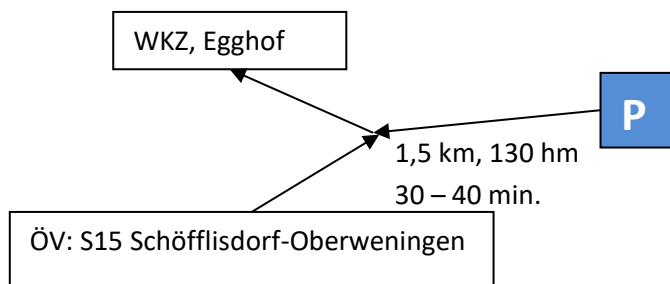 WKZ, Egghof
P
1,5 km, 130 hm
30 – 40 min.
ÖV: S15 Schöfflisdorf-Oberweningen